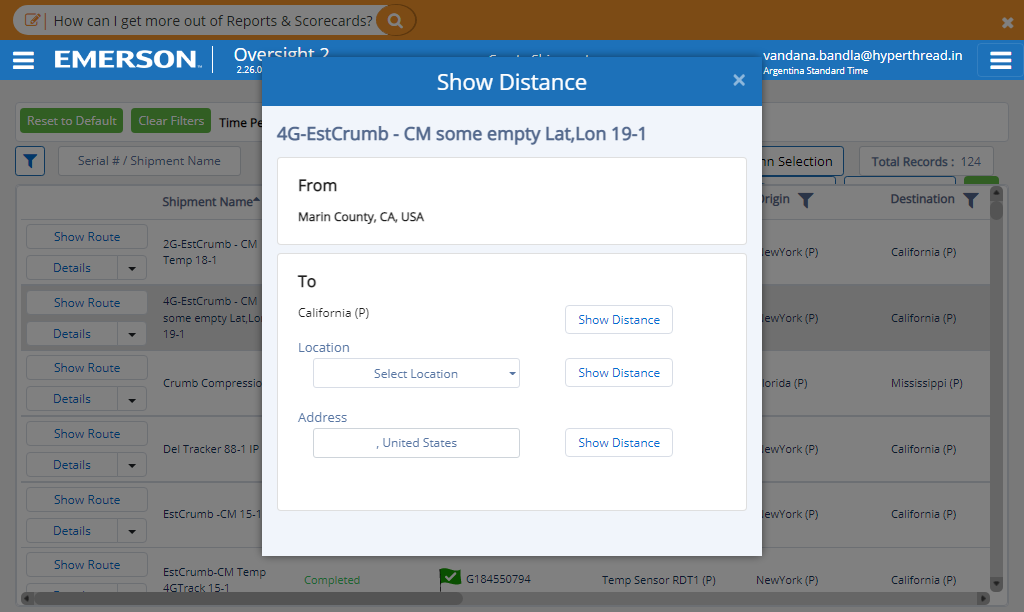 How can I get more out of Reports & Scorecards?
EMERSON
Oversight 2
2.26.0
vandana.bandla@hyperthread.in
Argentina Standard Time
Show Distance
×
Reset to Default
Clear Filters
Time Pe
4G-EstCrumb - CM some empty Lat,Lon 19-1
Serial # / Shipment Name
nn Selection
Total Records : 124
From
Marin County, CA, USA
Shipment Name
rigin
Destination
Show Route
Details
2G-EstCrumb - CM
Temp 18-1
ewYork (P)
California (P)
To
California (P)
Show Distance
Show Route
Details
4G-EstCrumb - CM
some empty Lat,Lo
19-1
ewYork (P)
California (P)
Location
Select Location
Show Distance
Show Route
Details
Crumb Compressio
lorida (P)
Mississippi (P)
Address
, United States
Show Distance
Show Route
Details
Del Tracker 88-1 IP
ewYork (P)
California (P)
Show Route
Details
EstCrumb -CM 15-1
ewYork (P)
California (P)
Show Route
EstCrumb-CM Temp
4GTrack 15-1
Completed
G184550794
Temp Sensor RDT1 (P)
NewYork (P)
California (P)